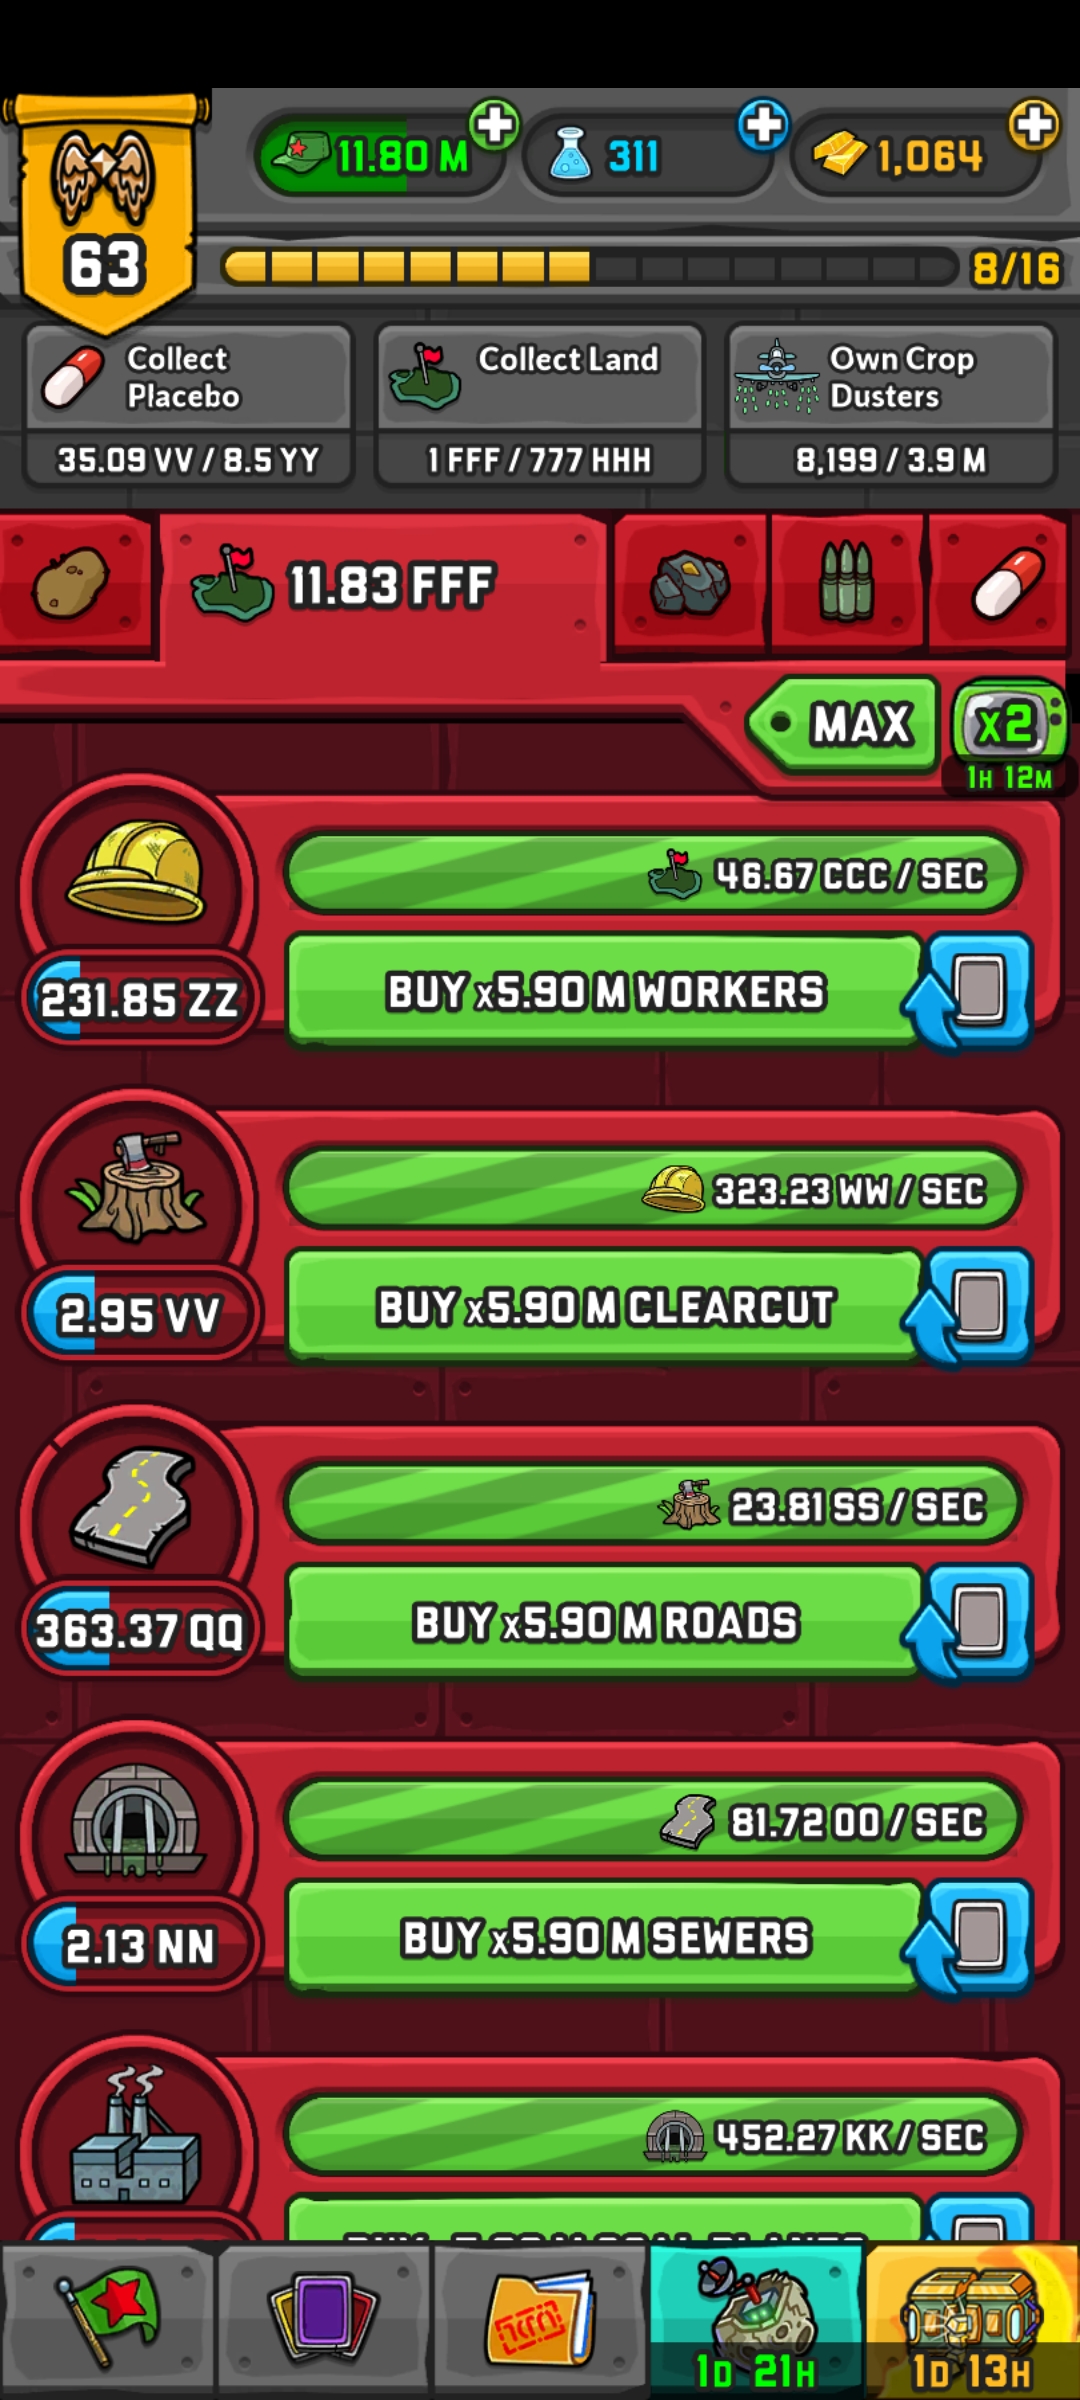 63
11.80 M
311
1,064
8/16
Collect
Placebo
35.09 VV / 8.5 YY
Collect Land
1 FFF / 777 HHH
Own Crop
Dusters
8,199 / 3.9 M
11.83 FFF
MAX
x2
1H 12M
46.67 CCC / SEC
231.85 ZZ
BUY x5.90 M WORKERS
323.23 WW / SEC
2.95 VV
BUY x5.90 M CLEARCUT
23.81 SS / SEC
363.37 QQ
BUY x5.90 M ROADS
81.72 OO / SEC
2.13 NN
BUY x5.90 M SEWERS
452.27 KK / SEC
1D 21H
1D 13H